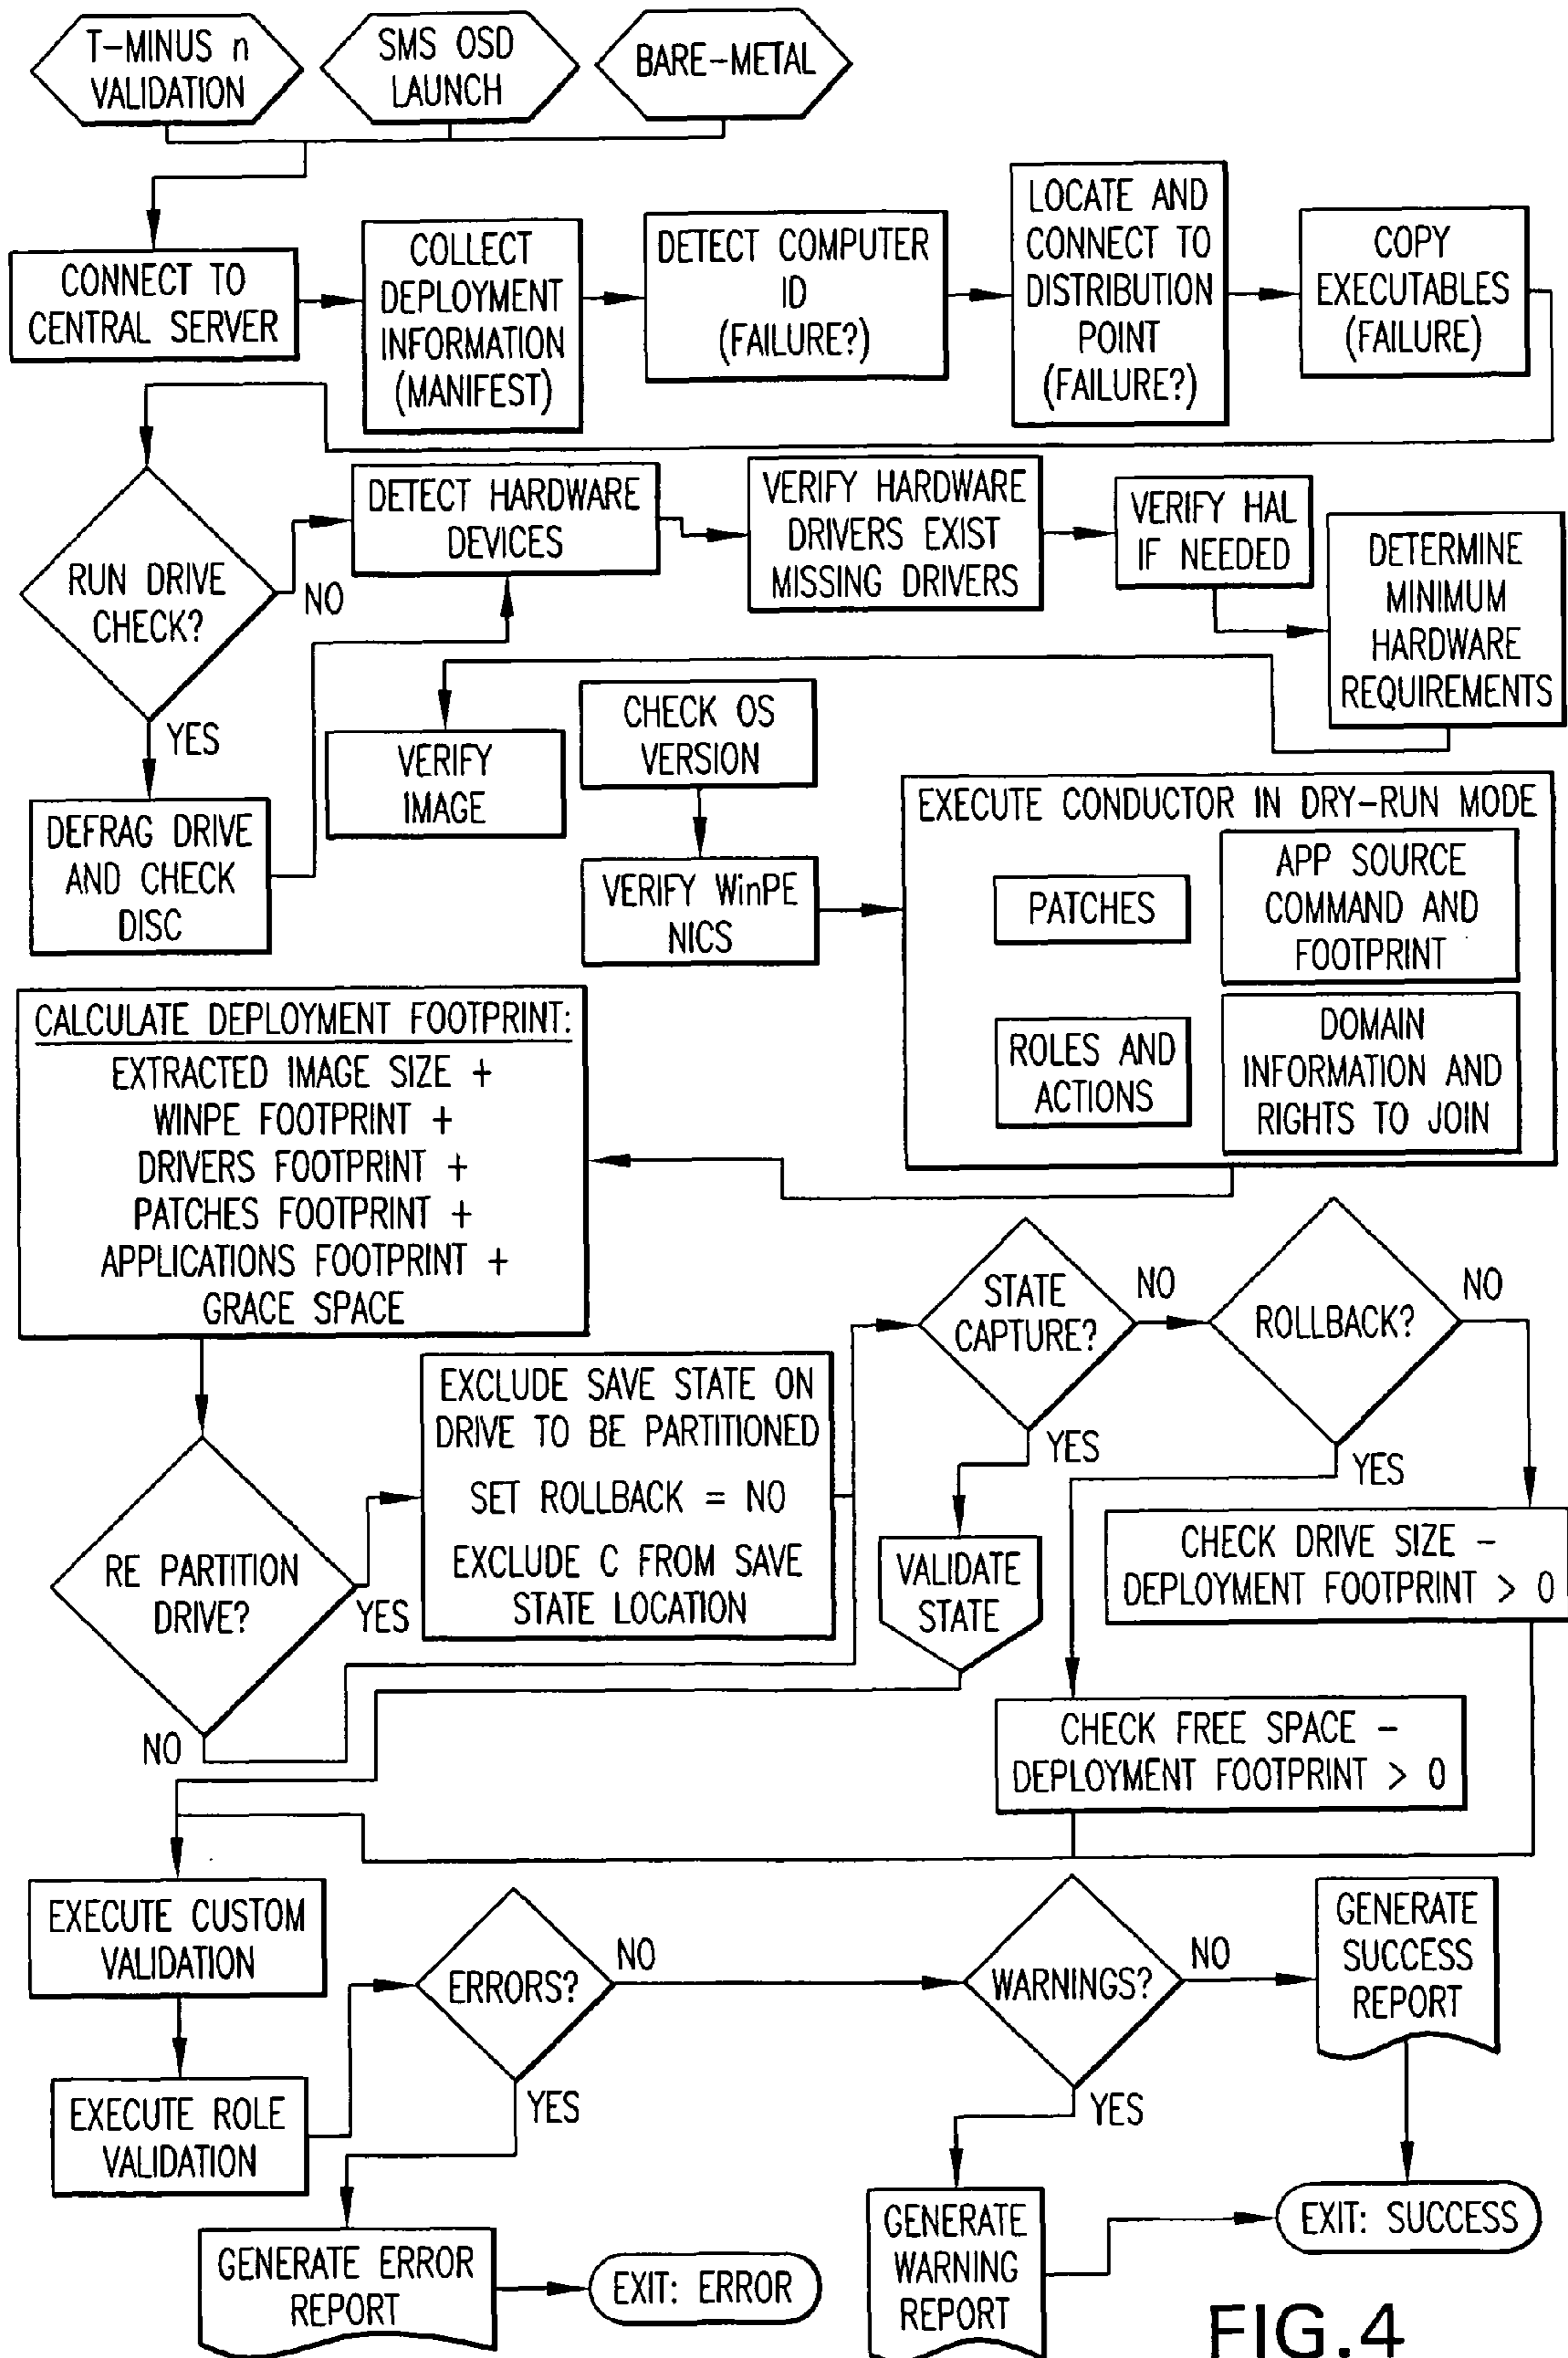 T-MINUS n
VALIDATION
SMS OSD
LAUNCH
BARE-METAL
CONNECT TO
CENTRAL SERVER
COLLECT
DEPLOYMENT
INFORMATION
(MANIFEST)
DETECT COMPUTER
ID
(FAILURE?)
LOCATE AND
CONNECT TO
DISTRIBUTION
POINT
(FAILURE?)
COPY
EXECUTABLES
(FAILURE)
RUN DRIVE
CHECK?
NO
YES
DETECT HARDWARE
DEVICES
VERIFY HARDWARE
DRIVERS EXIST
MISSING DRIVERS
VERIFY HAL
IF NEEDED
DETERMINE
MINIMUM
HARDWARE
REQUIREMENTS
DEFRAG DRIVE
AND CHECK
DISC
VERIFY
IMAGE
CHECK OS
VERSION
VERIFY WinPE
NICS
EXECUTE CONDUCTOR IN DRY-RUN MODE
PATCHES
APP SOURCE
COMMAND AND
FOOTPRINT
ROLES AND
ACTIONS
DOMAIN
INFORMATION AND
RIGHTS TO JOIN
CALCULATE DEPLOYMENT FOOTPRINT:
EXTRACTED IMAGE SIZE +
WINPE FOOTPRINT +
DRIVERS FOOTPRINT +
PATCHES FOOTPRINT +
APPLICATIONS FOOTPRINT +
GRACE SPACE
RE PARTITION
DRIVE?
YES
NO
EXCLUDE SAVE STATE ON
DRIVE TO BE PARTITIONED
SET ROLLBACK = NO
EXCLUDE C FROM SAVE
STATE LOCATION
STATE
CAPTURE?
NO
YES
ROLLBACK?
NO
YES
VALIDATE
STATE
CHECK DRIVE SIZE -
DEPLOYMENT FOOTPRINT > 0
CHECK FREE SPACE -
DEPLOYMENT FOOTPRINT > 0
EXECUTE CUSTOM
VALIDATION
EXECUTE ROLE
VALIDATION
ERRORS?
NO
YES
WARNINGS?
NO
YES
GENERATE
SUCCESS
REPORT
GENERATE ERROR
REPORT
EXIT: ERROR
GENERATE
WARNING
REPORT
EXIT: SUCCESS
FIG.4